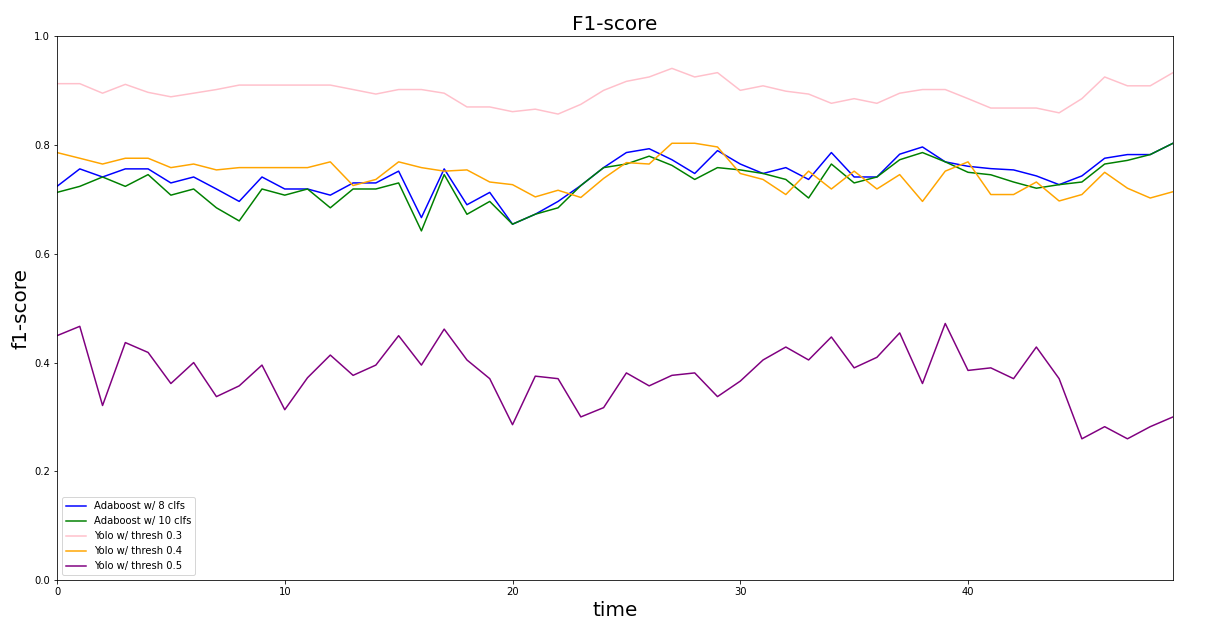 F1-score
1.0
0.8
0.6
0.4
0.2
0.0
f1-score
Adaboost w/ 8 clfs
Adaboost w/ 10 clfs
Yolo w/ thresh 0.3
Yolo w/ thresh 0.4
Yolo w/ thresh 0.5
0 10 20 30 40
time